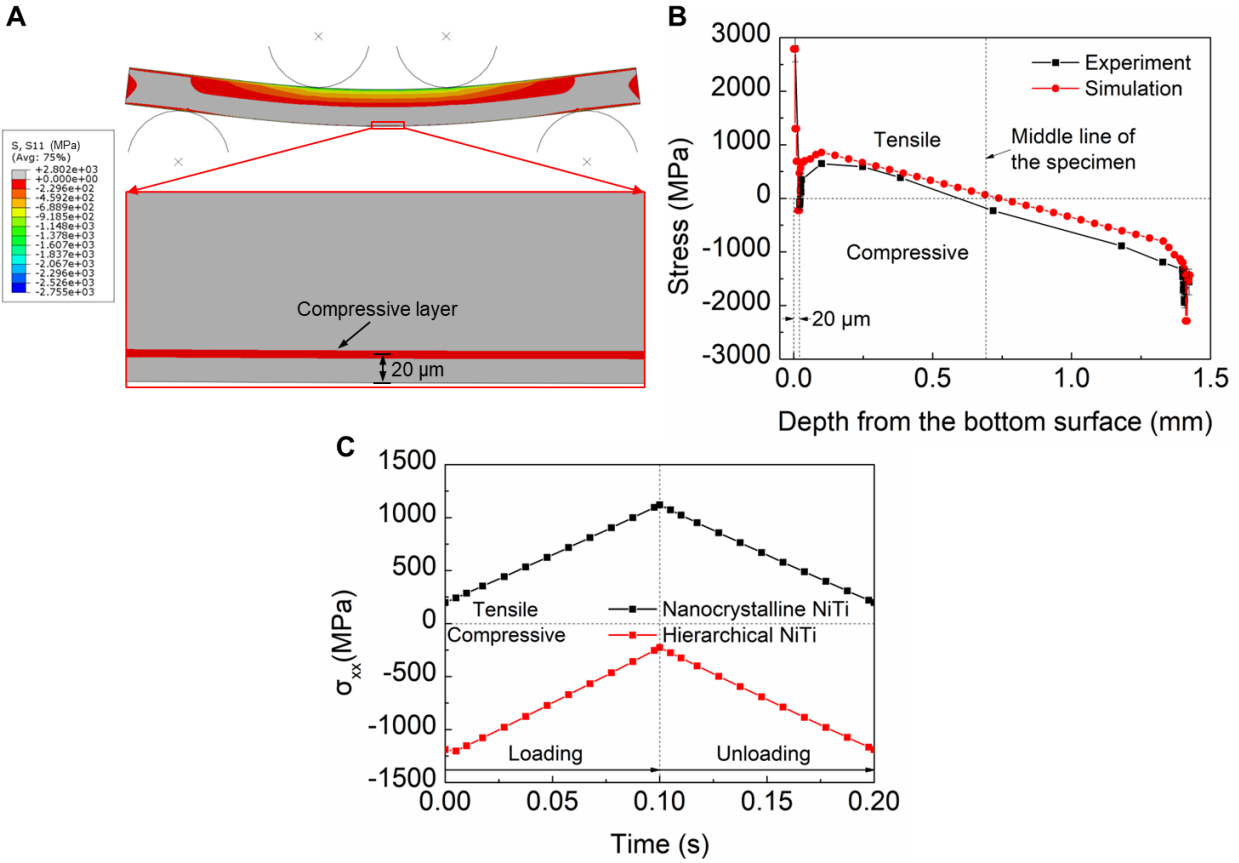 A
S, S11 (MPa)
(Avg: 75%)
+2.802e+03
+0.000e+00
-2.296e+02
-4.592e+02
-6.889e+02
-9.185e+02
-1.148e+03
-1.378e+03
-1.607e+03
-1.837e+03
-2.067e+03
-2.296e+03
-2.526e+03
-2.755e+03
Compressive layer
20 μm
B
3000
2000
1000
0
-1000
-2000
-3000
Stress (MPa)
Experiment
Simulation
Tensile
Middle line of
the specimen
Compressive
20 μm
0.0
0.5
1.0
1.5
Depth from the bottom surface (mm)
C
1500
1000
500
0
-500
-1000
-1500
σxx(MPa)
Tensile
Nanocrystalline NiTi
Compressive
Hierarchical NiTi
Loading
Unloading
0.00
0.05
0.10
0.15
0.20
Time (s)